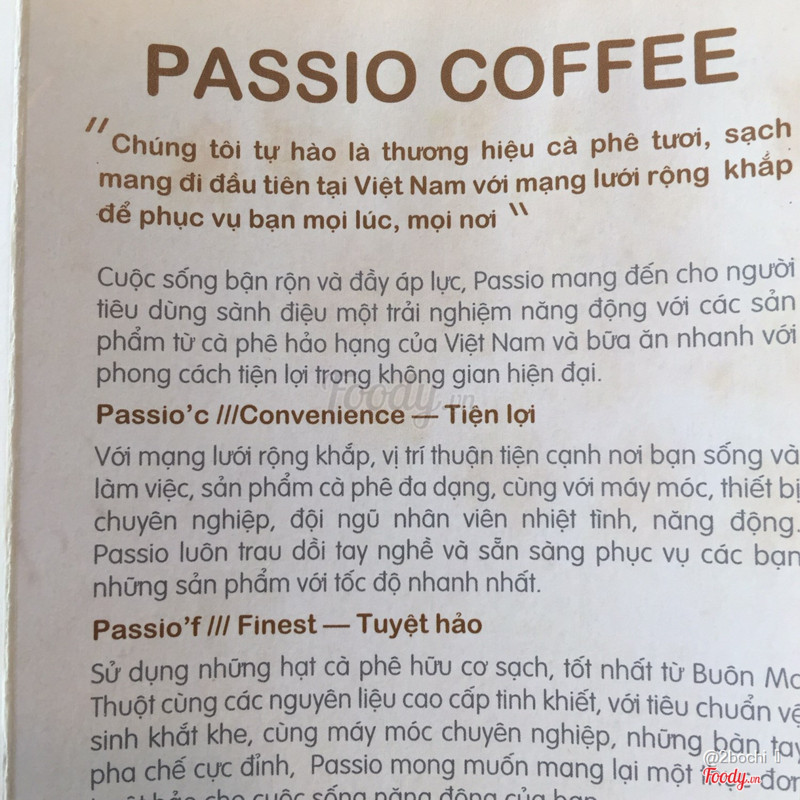 PASSIO COFFEE
"Chúng tôi tự hào là thương hiệu cà phê tươi, sạch
mang đi đầu tiên tại Việt Nam với mạng lưới rộng khắp
để phục vụ bạn mọi lúc, mọi nơi "
Cuộc sống bận rộn và đầy áp lực, Passio mang đến cho người
tiêu dùng sành điệu một trải nghiệm năng động với các sản
phẩm từ cà phê hảo hạng của Việt Nam và bữa ăn nhanh với
phong cách tiện lợi trong không gian hiện đại.
Foody.vn
Passio'c ///Convenience — Tiện lợi
Với mạng lưới rộng khắp, vị trí thuận tiện cạnh nơi bạn sống và
làm việc, sản phẩm cà phê đa dạng, cùng với máy móc, thiết bị
chuyên nghiệp, đội ngũ nhân viên nhiệt tình, năng động.
Passio luôn trau dồi tay nghề và sẵn sàng phục vụ các bạn
những sản phẩm với tốc độ nhanh nhất.
Passio'f /// Finest — Tuyệt hảo
Sử dụng những hạt cà phê hữu cơ sạch, tốt nhất từ Buôn Ma
Thuột cùng các nguyên liệu cao cấp tinh khiết, với tiêu chuẩn vệ
sinh khắt khe, cùng máy móc chuyên nghiệp, những bàn tay
@2bochi
pha chế cực đỉnh, Passio mong muốn mang lại một
Foody.vn
cho cuộc sống năng động của bạn